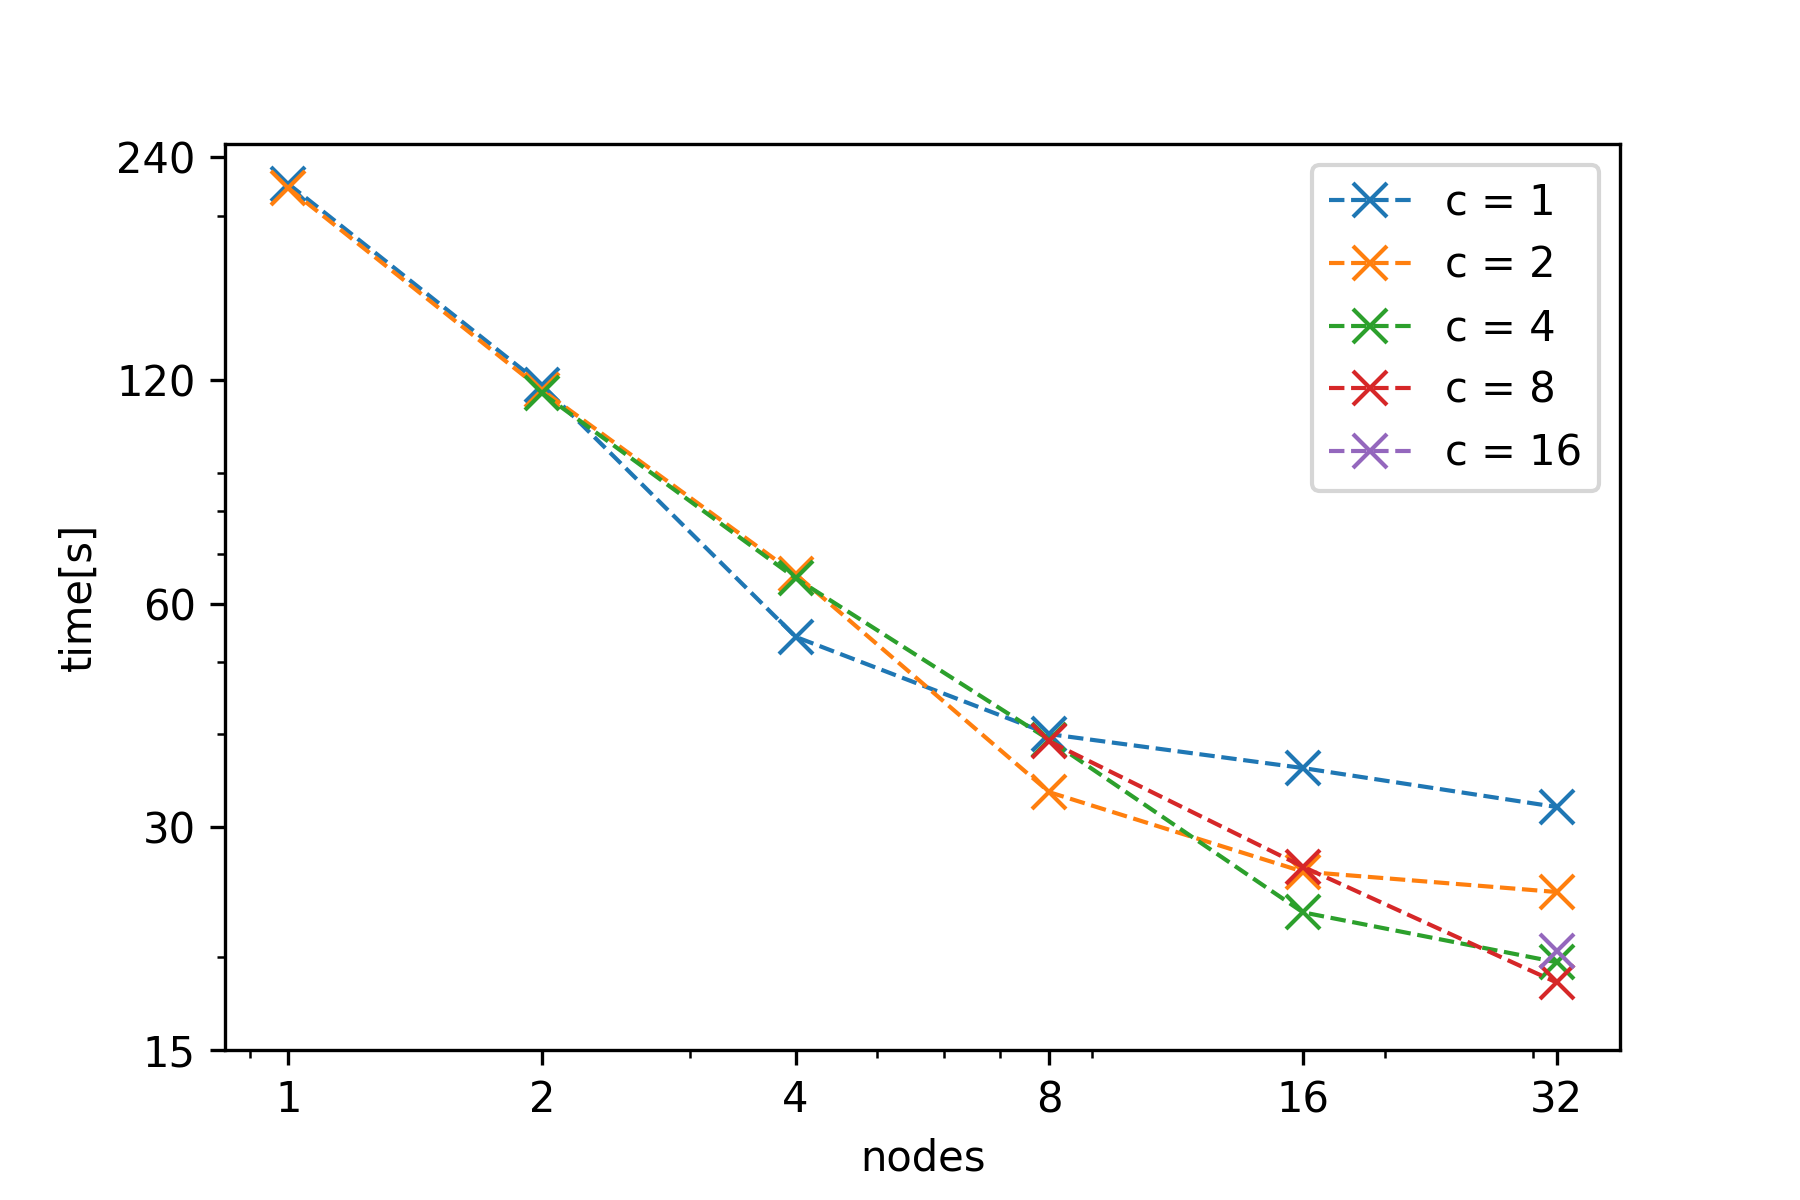 240
120
60
30
15
time[s]
1 2 4 8 16 32
nodes
c = 1
c = 2
c = 4
c = 8
c = 16